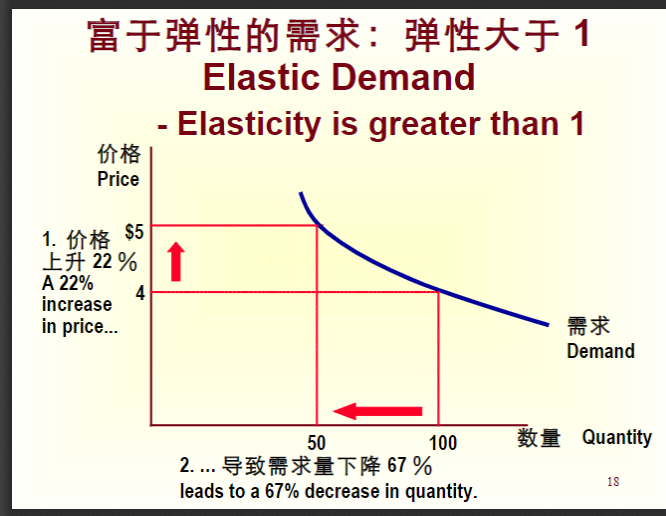 富于弹性的需求：弹性大于 1
Elastic Demand
- Elasticity is greater than 1
价格
Price
$5
1. 价格
上升 22 %
A 22%
increase
in price...
4
需求
Demand
50
100
数量 Quantity
2. ... 导致需求量下降 67 %
leads to a 67% decrease in quantity.
18